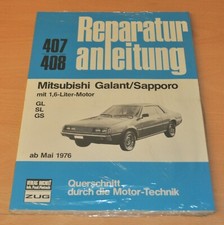 407
408
Reparatur
anleitung
Mitsubishi Galant/Sapporo
mit 1,6-Liter-Motor
GL
SL
GS
ab Mai 1976
ZUG
Querschnitt
durch die Motor-Technik